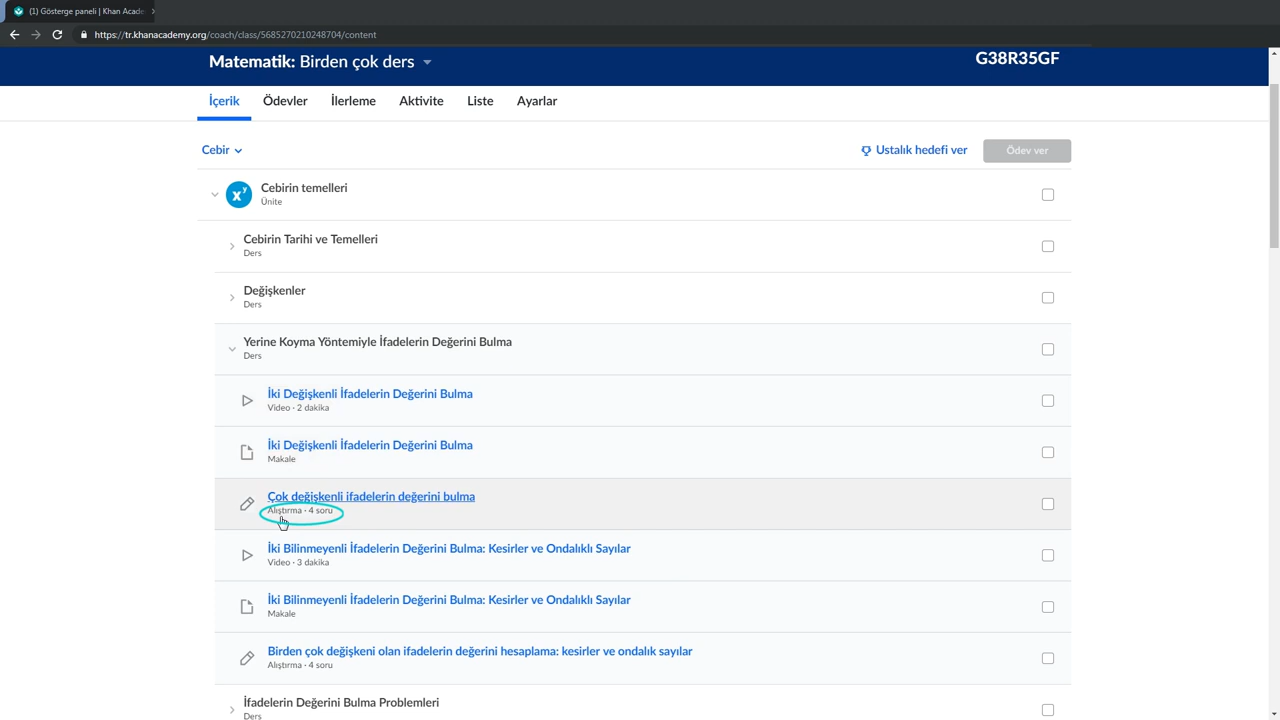 (1) Gösterge paneli | Khan Acade
https://tr.khanacademy.org/coach/class/5685270210248704/content
Matematik: Birden çok ders
G38R35GF
İçerik Ödevler İlerleme Aktivite Liste Ayarlar
Cebir Ustalık hedefi ver Ödev ver
x^y Cebirin temelleri
Ünite
Cebirin Tarihi ve Temelleri
Ders
Değişkenler
Ders
Yerine Koyma Yöntemiyle İfadelerin Değerini Bulma
Ders
İki Değişkenli İfadelerin Değerini Bulma
Video · 2 dakika
İki Değişkenli İfadelerin Değerini Bulma
Makale
Çok değişkenli ifadelerin değerini bulma
Alıştırma · 4 soru
İki Bilinmeyenli İfadelerin Değerini Bulma: Kesirler ve Ondalıklı Sayılar
Video · 3 dakika
İki Bilinmeyenli İfadelerin Değerini Bulma: Kesirler ve Ondalıklı Sayılar
Makale
Birden çok değişkeni olan ifadelerin değerini hesaplama: kesirler ve ondalık sayılar
Alıştırma · 4 soru
İfadelerin Değerini Bulma Problemleri
Ders